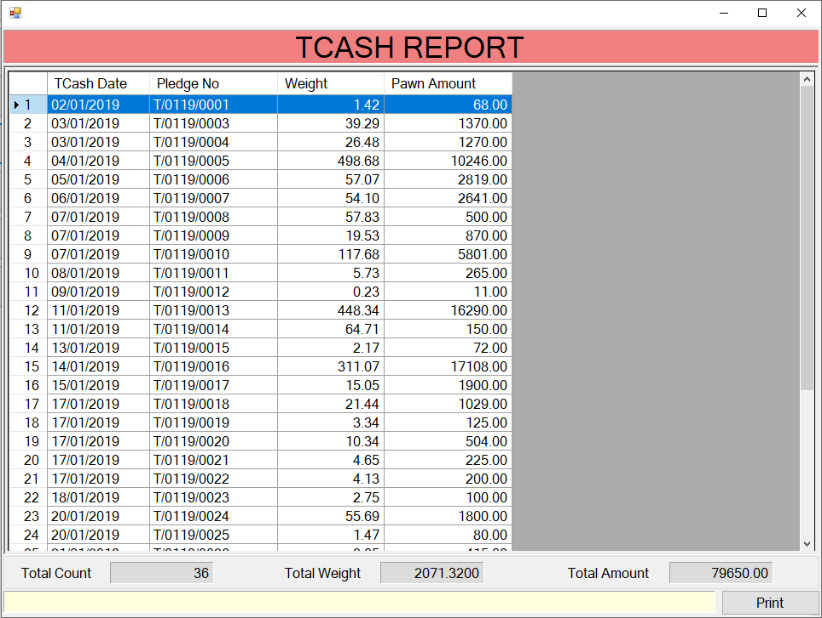 TCASH REPORT
TCash Date Pledge No Weight Pawn Amount
1 02/01/2019 T/0119/0001 1.42 68.00
2 03/01/2019 T/0119/0003 39.29 1370.00
3 03/01/2019 T/0119/0004 26.48 1270.00
4 04/01/2019 T/0119/0005 498.68 10246.00
5 05/01/2019 T/0119/0006 57.07 2819.00
6 06/01/2019 T/0119/0007 54.10 2641.00
7 07/01/2019 T/0119/0008 57.83 500.00
8 07/01/2019 T/0119/0009 19.53 870.00
9 07/01/2019 T/0119/0010 117.68 5801.00
10 08/01/2019 T/0119/0011 5.73 265.00
11 09/01/2019 T/0119/0012 0.23 11.00
12 11/01/2019 T/0119/0013 448.34 16290.00
13 11/01/2019 T/0119/0014 64.71 150.00
14 13/01/2019 T/0119/0015 2.17 72.00
15 14/01/2019 T/0119/0016 311.07 17108.00
16 15/01/2019 T/0119/0017 15.05 1900.00
17 17/01/2019 T/0119/0018 21.44 1029.00
18 17/01/2019 T/0119/0019 3.34 125.00
19 17/01/2019 T/0119/0020 10.34 504.00
20 17/01/2019 T/0119/0021 4.65 225.00
21 17/01/2019 T/0119/0022 4.13 200.00
22 18/01/2019 T/0119/0023 2.75 100.00
23 20/01/2019 T/0119/0024 55.69 1800.00
24 20/01/2019 T/0119/0025 1.47 80.00
Total Count 36 Total Weight 2071.3200 Total Amount 79650.00
Print